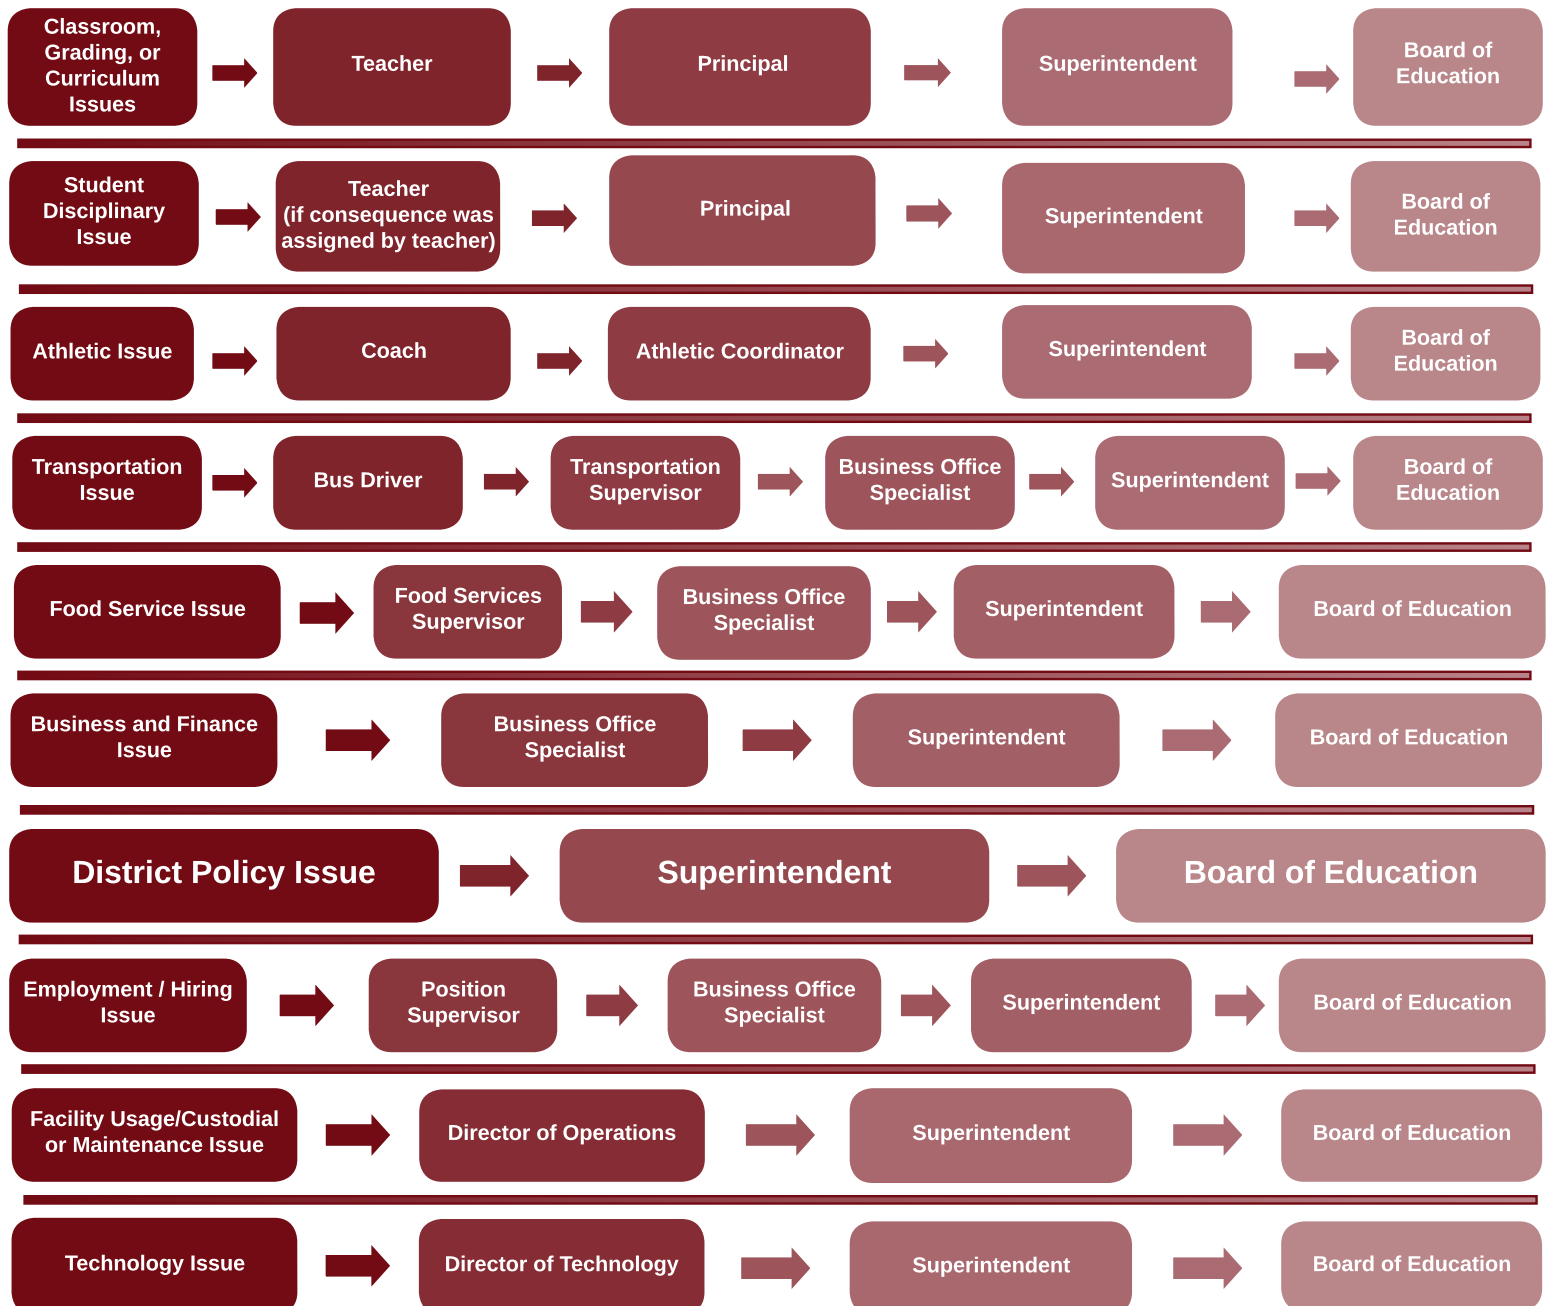 Classroom,
Grading, or
Curriculum
Issues
Teacher
Principal
Superintendent
Board of
Education
Student
Disciplinary
Issue
Teacher
(if consequence was
assigned by teacher)
Principal
Superintendent
Board of
Education
Athletic Issue
Coach
Athletic Coordinator
Superintendent
Board of
Education
Transportation
Issue
Bus Driver
Transportation
Supervisor
Business Office
Specialist
Superintendent
Board of
Education
Food Service Issue
Food Services
Supervisor
Business Office
Specialist
Superintendent
Board of Education
Business and Finance
Issue
Business Office
Specialist
Superintendent
Board of Education
District Policy Issue
Superintendent
Board of Education
Employment / Hiring
Issue
Position
Supervisor
Business Office
Specialist
Superintendent
Board of Education
Facility Usage/Custodial
or Maintenance Issue
Director of Operations
Superintendent
Board of Education
Technology Issue
Director of Technology
Superintendent
Board of Education